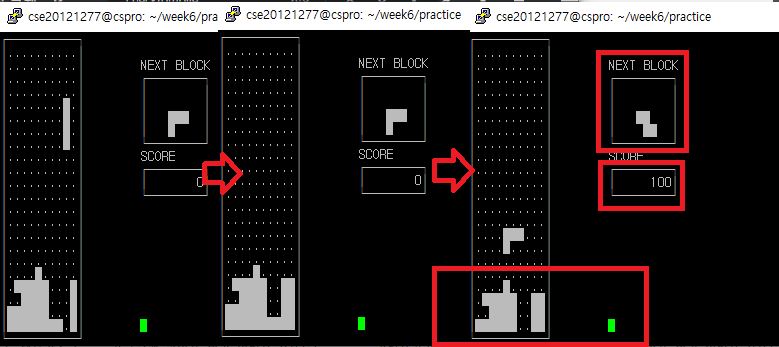 cse20121277@cspro: ~/week6/pra
NEXT BLOCK
SCORE
0
cse20121277@cspro: ~/week6/practice
NEXT BLOCK
SCORE
0
cse20121277@cspro: ~/week6/practice
NEXT BLOCK
SCORE
100